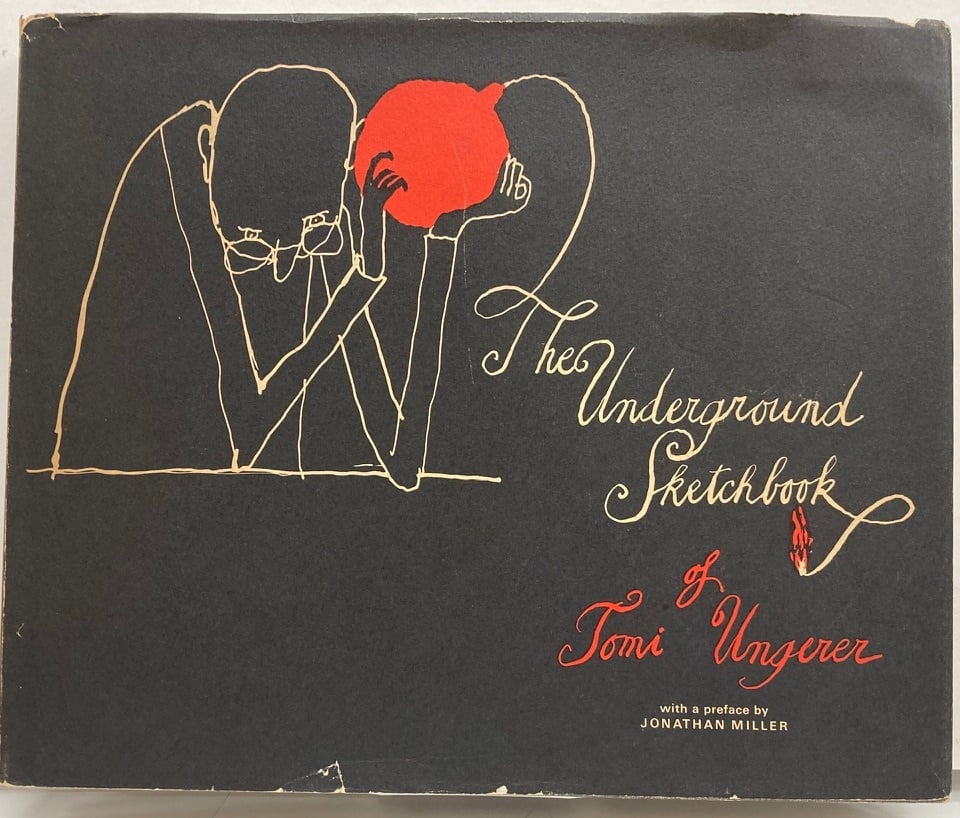 The
Underground
Sketchbook
of
Tomi Ungerer
with a preface by
JONATHAN MILLER